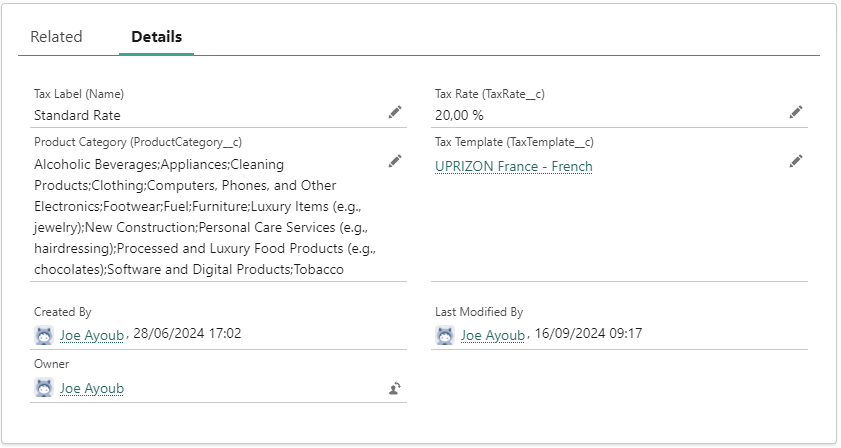 Related
Details
Tax Label (Name)
Standard Rate
Tax Rate (TaxRate__c)
20,00 %
Product Category (ProductCategory__c)
Alcoholic Beverages;Appliances;Cleaning
Products;Clothing;Computers, Phones, and Other
Electronics;Footwear;Fuel;Furniture;Luxury Items (e.g.,
jewelry);New Construction;Personal Care Services (e.g.,
hairdressing);Processed and Luxury Food Products (e.g.,
chocolates);Software and Digital Products;Tobacco
Tax Template (TaxTemplate__c)
UPRIZON France - French
Created By
Joe Ayoub, 28/06/2024 17:02
Last Modified By
Joe Ayoub, 16/09/2024 09:17
Owner
Joe Ayoub